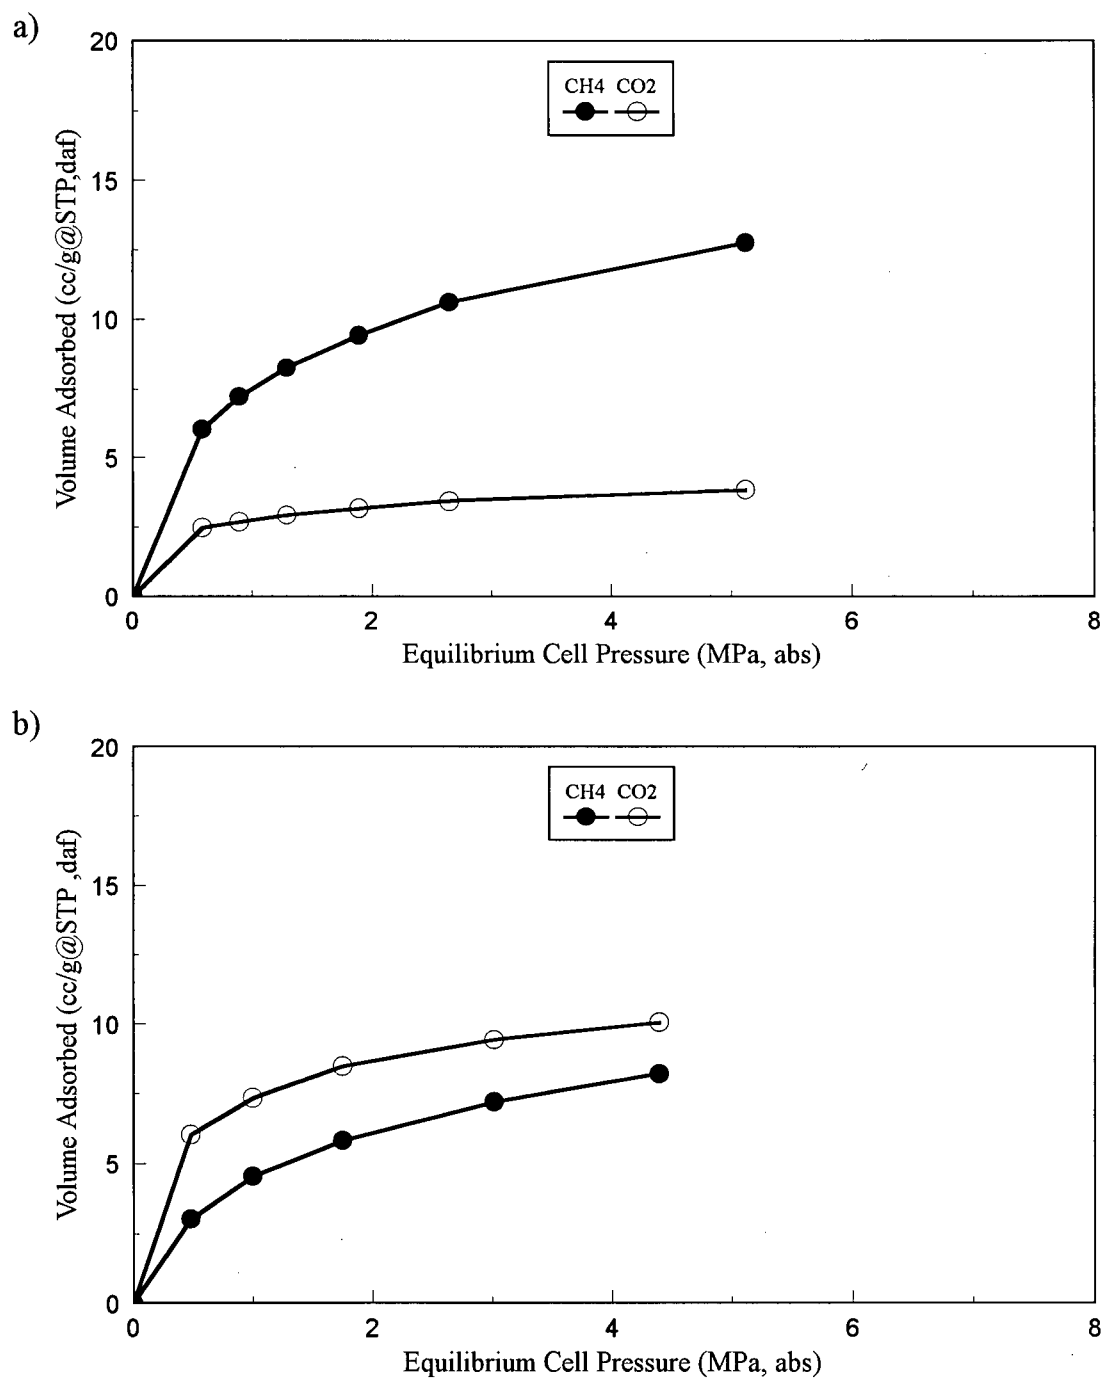 a)
20
15
10
5
0
Volume Adsorbed (cc/g@STP,daf)
CH4 CO2
0 2 4 6 8
Equilibrium Cell Pressure (MPa, abs)
b)
20
15
10
5
0
Volume Adsorbed (cc/g@STP ,daf)
CH4 CO2
0 2 4 6 8
Equilibrium Cell Pressure (MPa, abs)